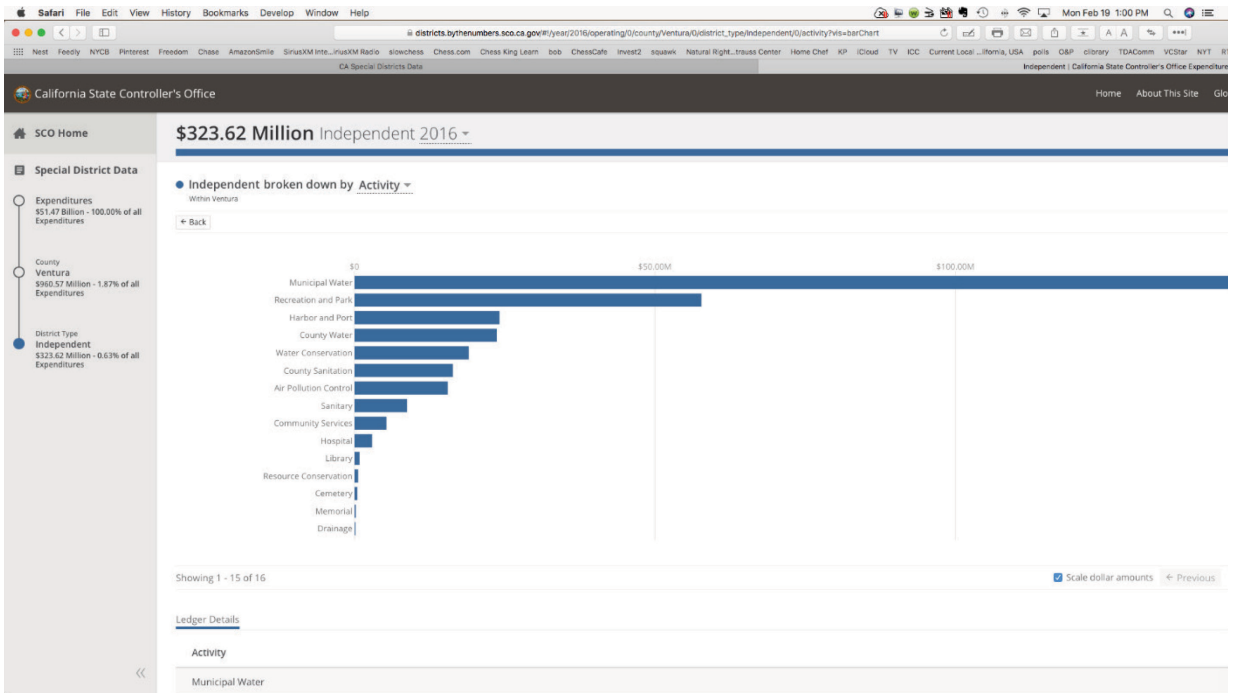 Safari File Edit View History Bookmarks Develop Window Help Mon Feb 19 1:00 PM
districts.bythenumbers.sco.ca.gov/#!/year/2016/operating/0/county/Ventura/0/district_type/Independent/0/activity?vis=barChart
Nest Feedly NYCB Pinterest Freedom Chase AmazonSmile SiriusXM Inte...iriusXM Radio slowchess Chess.com Chess King Learn bob ChessCafe invest2 squawk Natural Right...trauss Center Home Chef KP iCloud TV ICC Current Local ...lifornia, USA polis O&P clibrary TDAComm VCStar NYT
CA Special Districts Data Independent | California State Controller's Office Expenditure
California State Controller's Office Home About This Site Glo
SCO Home
$323.62 Million Independent 2016
Special District Data
Independent broken down by Activity
Within Ventura
← Back
Expenditures
$51.47 Billion - 100.00% of all
Expenditures
County
Ventura
$960.57 Million - 1.87% of all
Expenditures
District Type
Independent
$323.62 Million - 0.63% of all
Expenditures
$0 $50.00M $100.00M
Municipal Water
Recreation and Park
Harbor and Port
County Water
Water Conservation
County Sanitation
Air Pollution Control
Sanitary
Community Services
Hospital
Library
Resource Conservation
Cemetery
Memorial
Drainage
Showing 1 - 15 of 16 Scale dollar amounts ← Previous
Ledger Details
Activity
Municipal Water